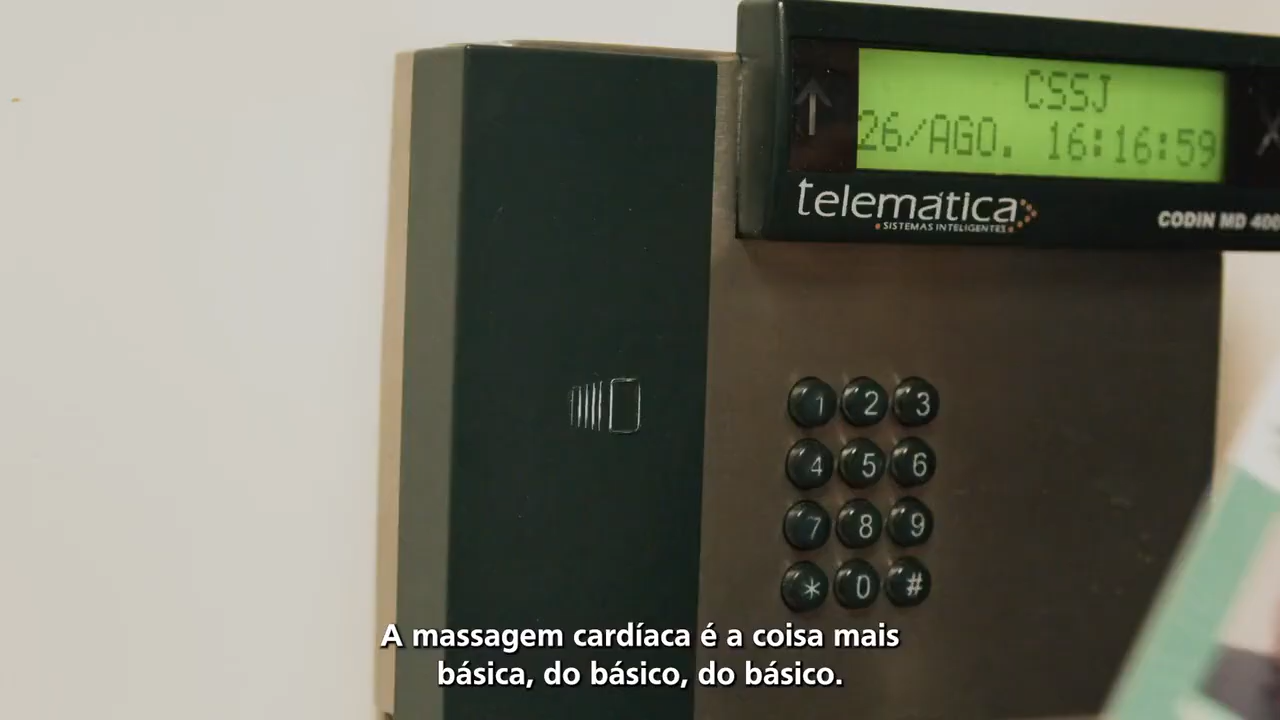 CSSJ
26/AGO. 16:16:59
telemática
SISTEMAS INTELIGENTES
CODIN MD 400
1 2 3
4 5 6
7 8 9
* 0 #
A massagem cardíaca é a coisa mais
básica, do básico, do básico.